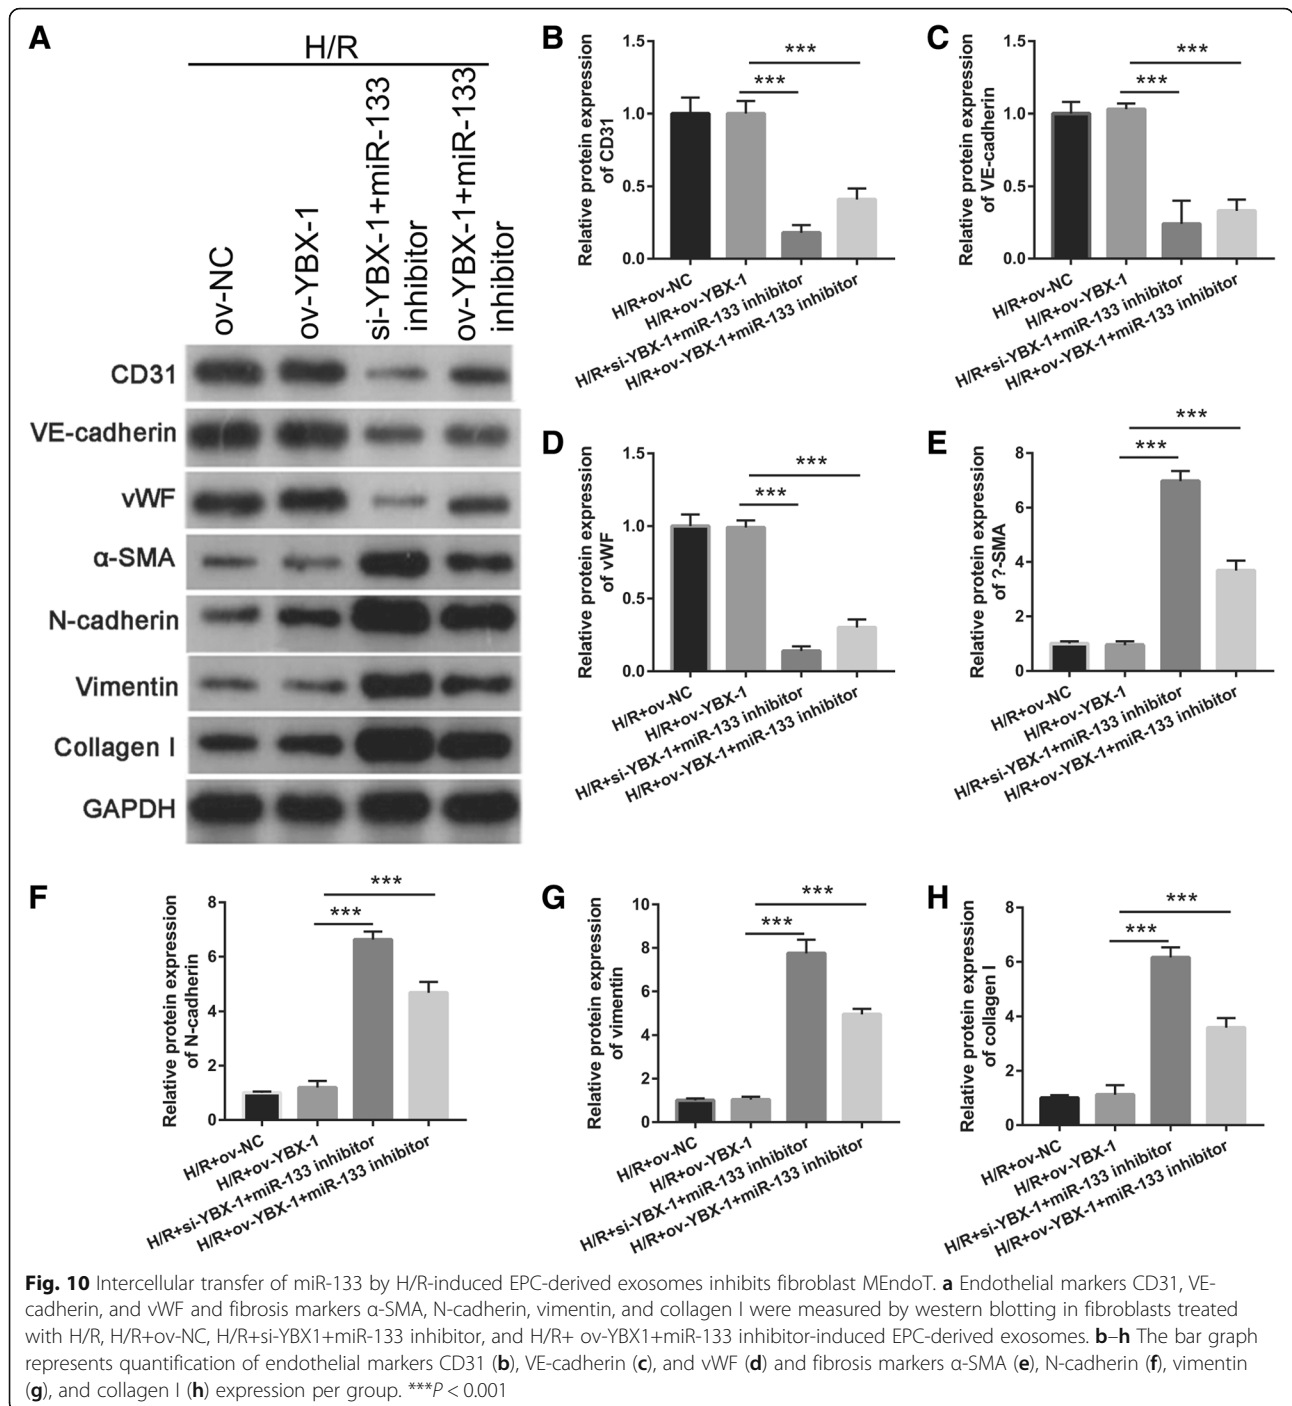 A
H/R
ov-NC
ov-YBX-1
si-YBX-1+miR-133
inhibitor
ov-YBX-1+miR-133
inhibitor
CD31
VE-cadherin
vWF
α-SMA
N-cadherin
Vimentin
Collagen I
GAPDH
B
Relative protein expression
of CD31
1.5
1.0
0.5
0.0
***
***
H/R+ov-NC
H/R+ov-YBX-1
H/R+si-YBX-1+miR-133 inhibitor
H/R+ov-YBX-1+miR-133 inhibitor
C
Relative protein expression
of VE-cadherin
1.5
1.0
0.5
0.0
***
***
H/R+ov-NC
H/R+ov-YBX-1
H/R+si-YBX-1+miR-133 inhibitor
H/R+ov-YBX-1+miR-133 inhibitor
D
Relative protein expression
of vWF
1.5
1.0
0.5
0.0
***
***
H/R+ov-NC
H/R+ov-YBX-1
H/R+si-YBX-1+miR-133 inhibitor
H/R+ov-YBX-1+miR-133 inhibitor
E
Relative protein expression
of ?-SMA
8
6
4
2
0
***
***
H/R+ov-NC
H/R+ov-YBX-1
H/R+si-YBX-1+miR-133 inhibitor
H/R+ov-YBX-1+miR-133 inhibitor
F
Relative protein expression
of N-cadherin
8
6
4
2
0
***
***
H/R+ov-NC
H/R+ov-YBX-1
H/R+si-YBX-1+miR-133 inhibitor
H/R+ov-YBX-1+miR-133 inhibitor
G
Relative protein expression
of vimentin
10
8
6
4
2
0
***
***
H/R+ov-NC
H/R+ov-YBX-1
H/R+si-YBX-1+miR-133 inhibitor
H/R+ov-YBX-1+miR-133 inhibitor
H
Relative protein expression
of collagen I
8
6
4
2
0
***
***
H/R+ov-NC
H/R+ov-YBX-1
H/R+si-YBX-1+miR-133 inhibitor
H/R+ov-YBX-1+miR-133 inhibitor
Fig. 10 Intercellular transfer of miR-133 by H/R-induced EPC-derived exosomes inhibits fibroblast MEndoT. a Endothelial markers CD31, VE-
cadherin, and vWF and fibrosis markers α-SMA, N-cadherin, vimentin, and collagen I were measured by western blotting in fibroblasts treated
with H/R, H/R+ov-NC, H/R+si-YBX1+miR-133 inhibitor, and H/R+ ov-YBX1+miR-133 inhibitor-induced EPC-derived exosomes. b–h The bar graph
represents quantification of endothelial markers CD31 (b), VE-cadherin (c), and vWF (d) and fibrosis markers α-SMA (e), N-cadherin (f), vimentin
(g), and collagen I (h) expression per group. ***P < 0.001